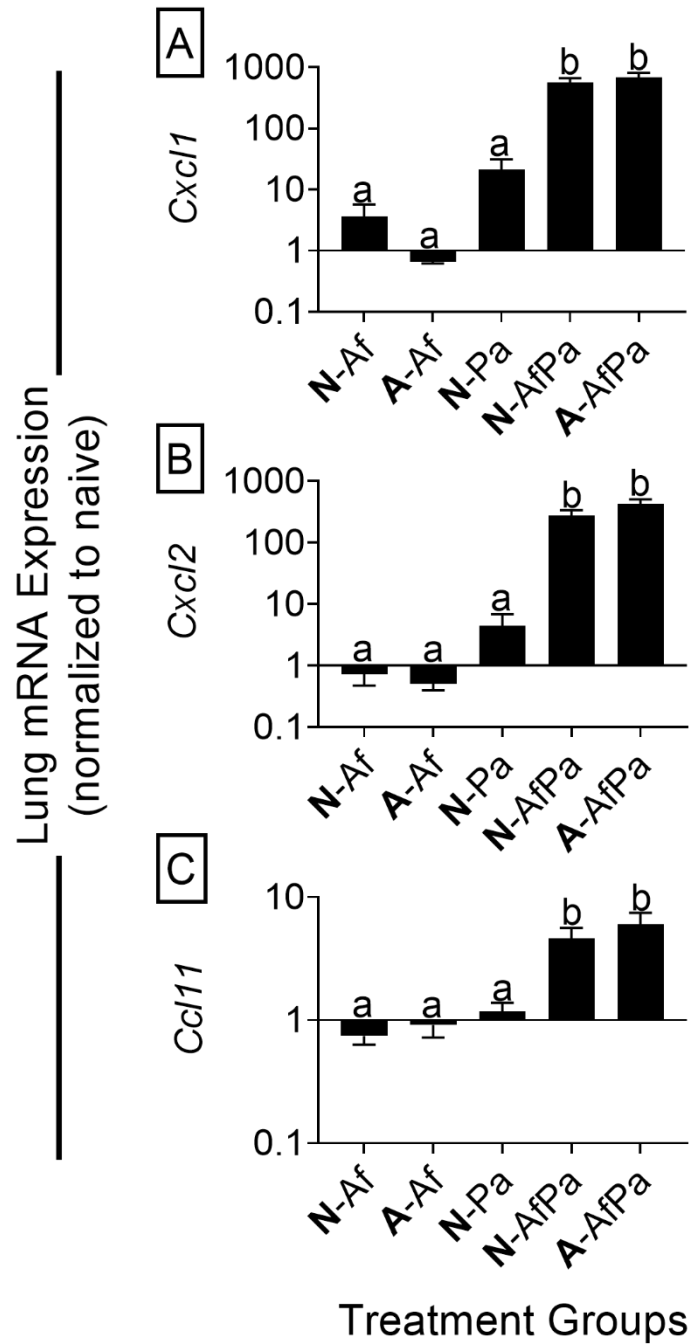 Lung mRNA Expression
(normalized to naive)
A
Cxcl1
1000
100
10
1
0.1
a
a
a
b
b
N-Af
A-Af
N-Pa
N-AfPa
A-AfPa
B
Cxcl2
1000
100
10
1
0.1
a
a
a
b
b
N-Af
A-Af
N-Pa
N-AfPa
A-AfPa
C
Ccl11
10
1
0.1
a
a
a
b
b
N-Af
A-Af
N-Pa
N-AfPa
A-AfPa
Treatment Groups